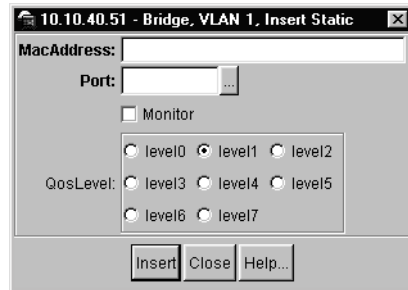 10.10.40.51 - Bridge, VLAN 1, Insert Static
MacAddress:
Port:
...
Monitor
level0 level1 level2
QosLevel: level3 level4 level5
level6 level7
Insert Close Help...